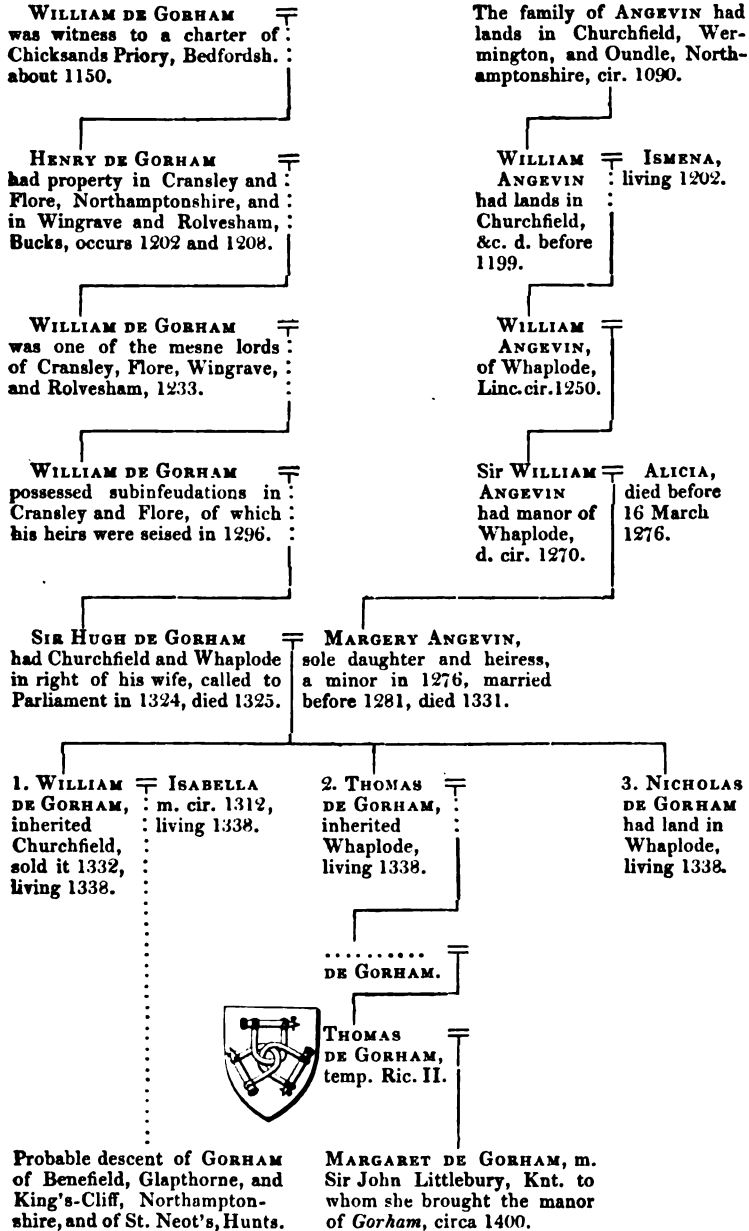 WILLIAM DE GORHAM
was witness to a charter of
Chicksands Priory, Bedfordsh.
about 1150.
The family of ANGEVIN had
lands in Churchfield, Wer-
mington, and Oundle, North-
amptonshire, cir. 1090.
HENRY DE GORHAM
had property in Cransley and
Flore, Northamptonshire, and
in Wingrave and Rolvesham,
Bucks, occurs 1202 and 1208.
WILLIAM
ANGEVIN
had lands in
Churchfield,
&c. d. before
1199.
ISMENA,
living 1202.
WILLIAM DE GORHAM
was one of the mesne lords
of Cransley, Flore, Wingrave,
and Rolvesham, 1233.
WILLIAM
ANGEVIN,
of Whaplode,
Linc.cir.1250.
WILLIAM DE GORHAM
possessed subinfeudations in
Cransley and Flore, of which
his heirs were seised in 1296.
Sir WILLIAM
ANGEVIN
had manor of
Whaplode,
d. cir. 1270.
ALICIA,
died before
16 March
1276.
SIR HUGH DE GORHAM
had Churchfield and Whaplode
in right of his wife, called to
Parliament in 1324, died 1325.
MARGERY ANGEVIN,
sole daughter and heiress,
a minor in 1276, married
before 1281, died 1331.
1. WILLIAM
DE GORHAM,
inherited
Churchfield,
sold it 1332,
living 1338.
ISABELLA
m. cir. 1312,
living 1338.
2. THOMAS
DE GORHAM,
inherited
Whaplode,
living 1338.
3. NICHOLAS
DE GORHAM
had land in
Whaplode,
living 1338.
..........
DE GORHAM.
THOMAS
DE GORHAM,
temp. Ric. II.
Probable descent of GORHAM
of Benefield, Glapthorne, and
King's-Cliff, Northampton-
shire, and of St. Neot's, Hunts.
MARGARET DE GORHAM, m.
Sir John Littlebury, Knt. to
whom she brought the manor
of Gorham, circa 1400.